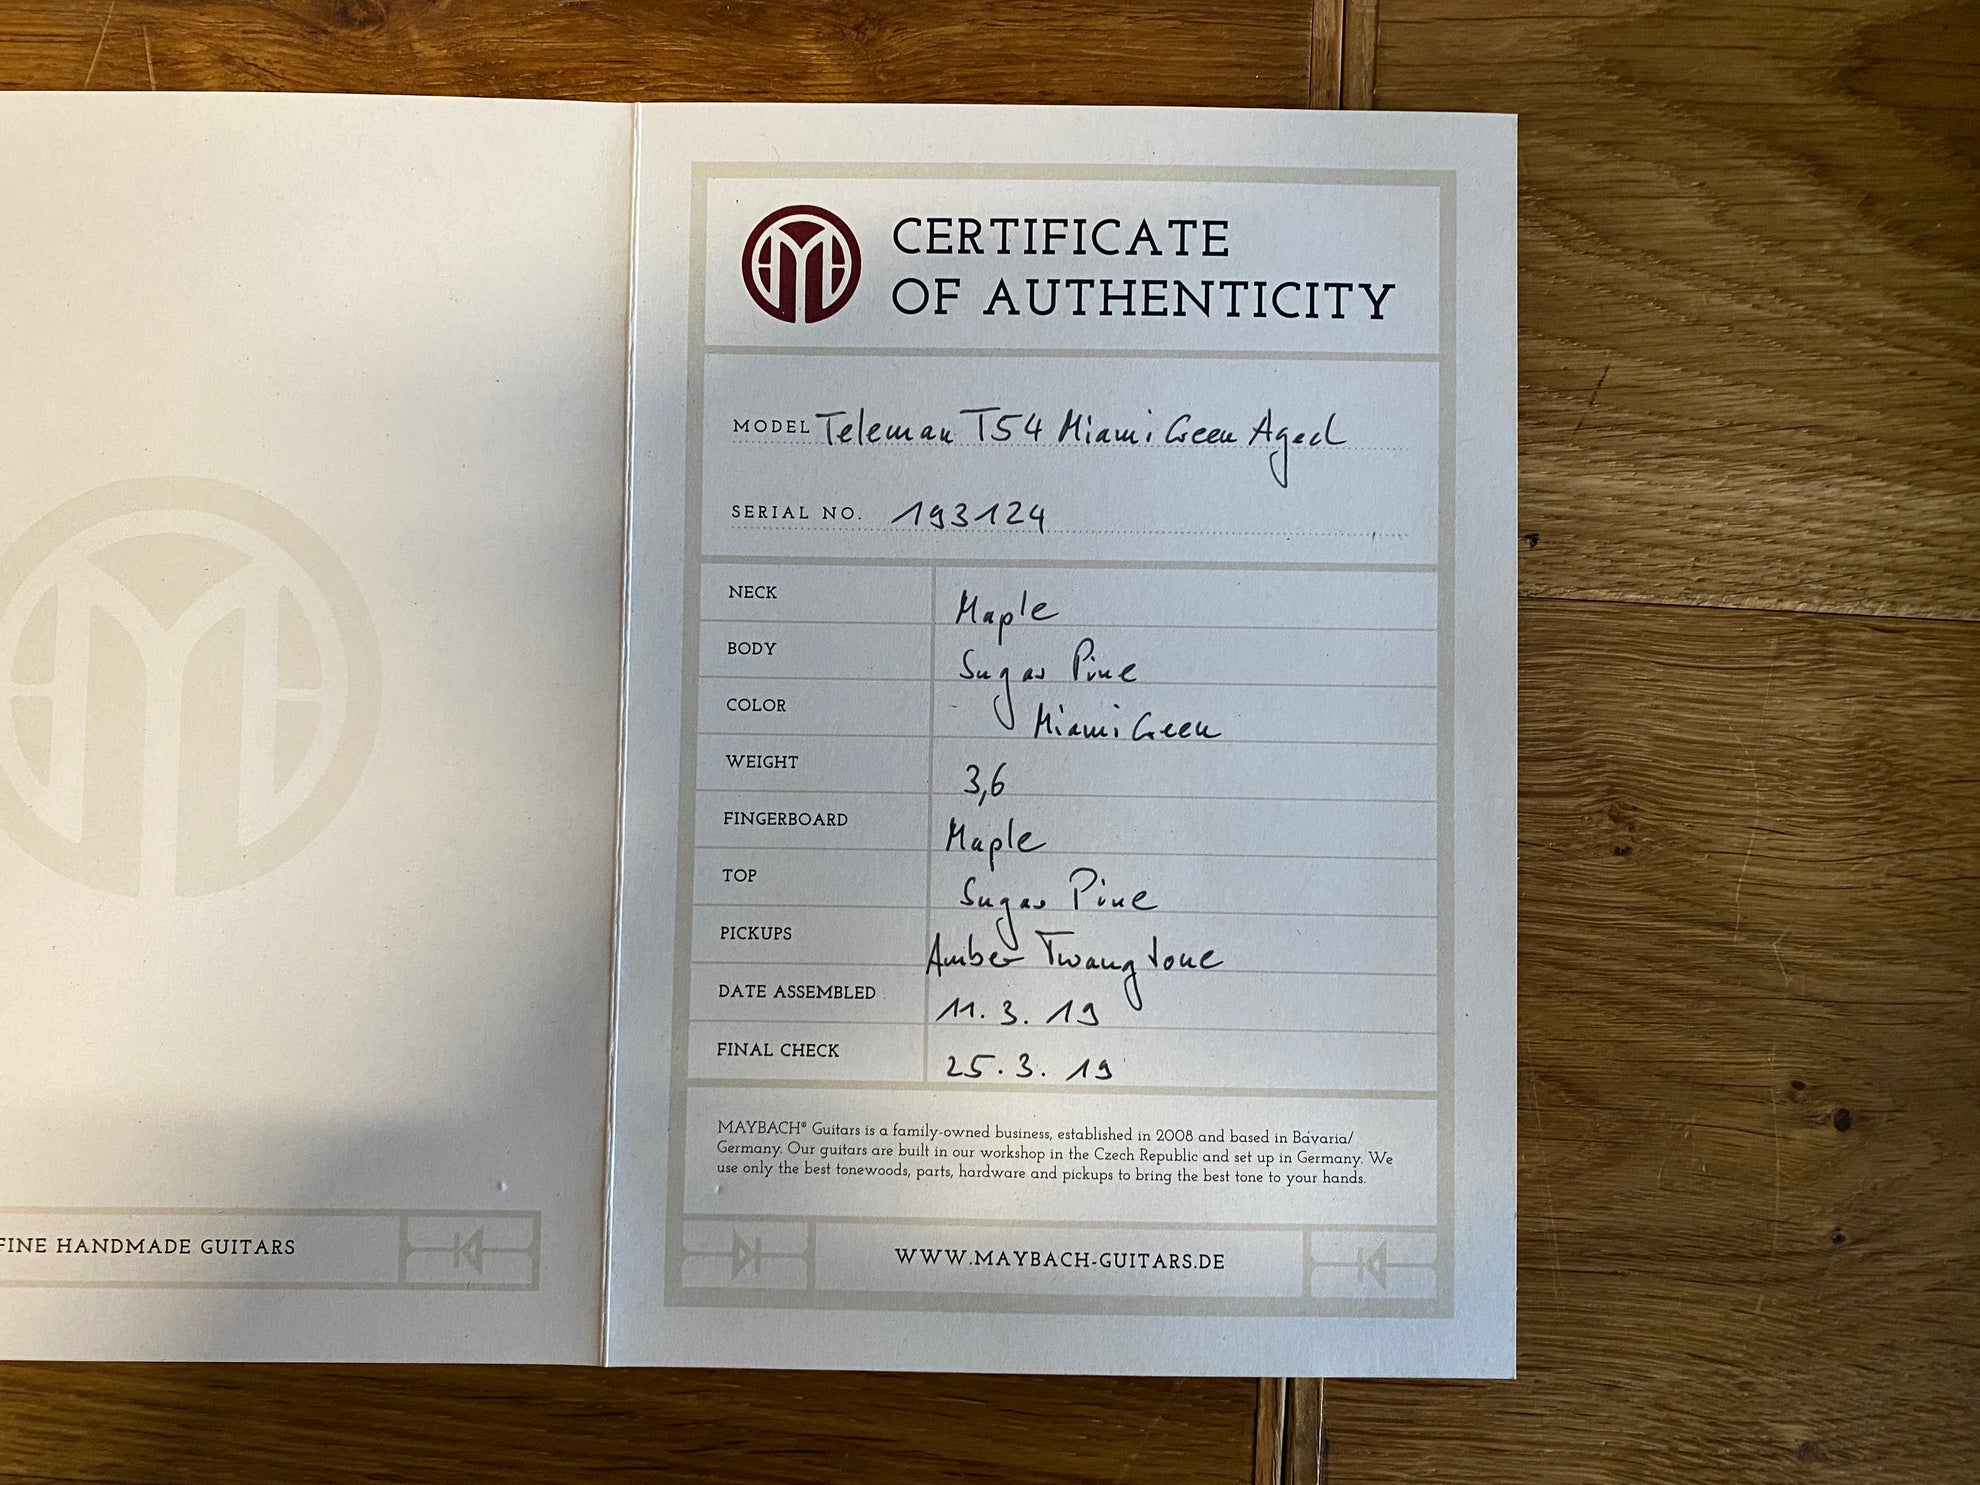 FINE HANDMADE GUITARS
CERTIFICATE
OF AUTHENTICITY
MODEL Teleman T54 Miami Green Aged
SERIAL NO. 193124
NECK Maple
BODY Sugar Pine
COLOR Miami Green
WEIGHT 3,6
FINGERBOARD Maple
TOP Sugar Pine
PICKUPS Amber Twangtone
DATE ASSEMBLED 11. 3. 19
FINAL CHECK 25. 3. 19
MAYBACH® Guitars is a family-owned business, established in 2008 and based in Bavaria/
Germany. Our guitars are built in our workshop in the Czech Republic and set up in Germany. We
use only the best tonewoods, parts, hardware and pickups to bring the best tone to your hands.
WWW.MAYBACH-GUITARS.DE